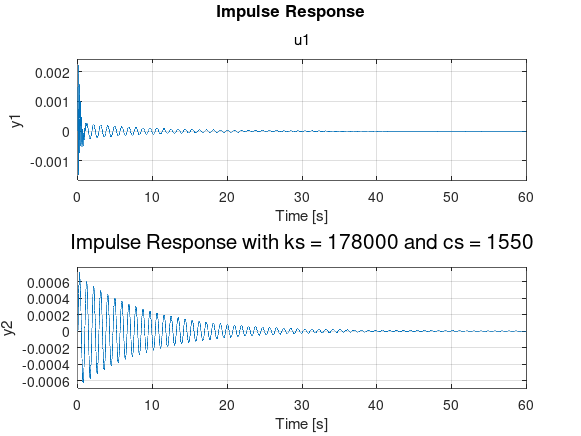 Impulse Response
u1
0.002
0.001
0
-0.001
y1
0 10 20 30 40 50 60
Time [s]
Impulse Response with ks = 178000 and cs = 1550
0.0006
0.0004
0.0002
0
-0.0002
-0.0004
-0.0006
y2
0 10 20 30 40 50 60
Time [s]